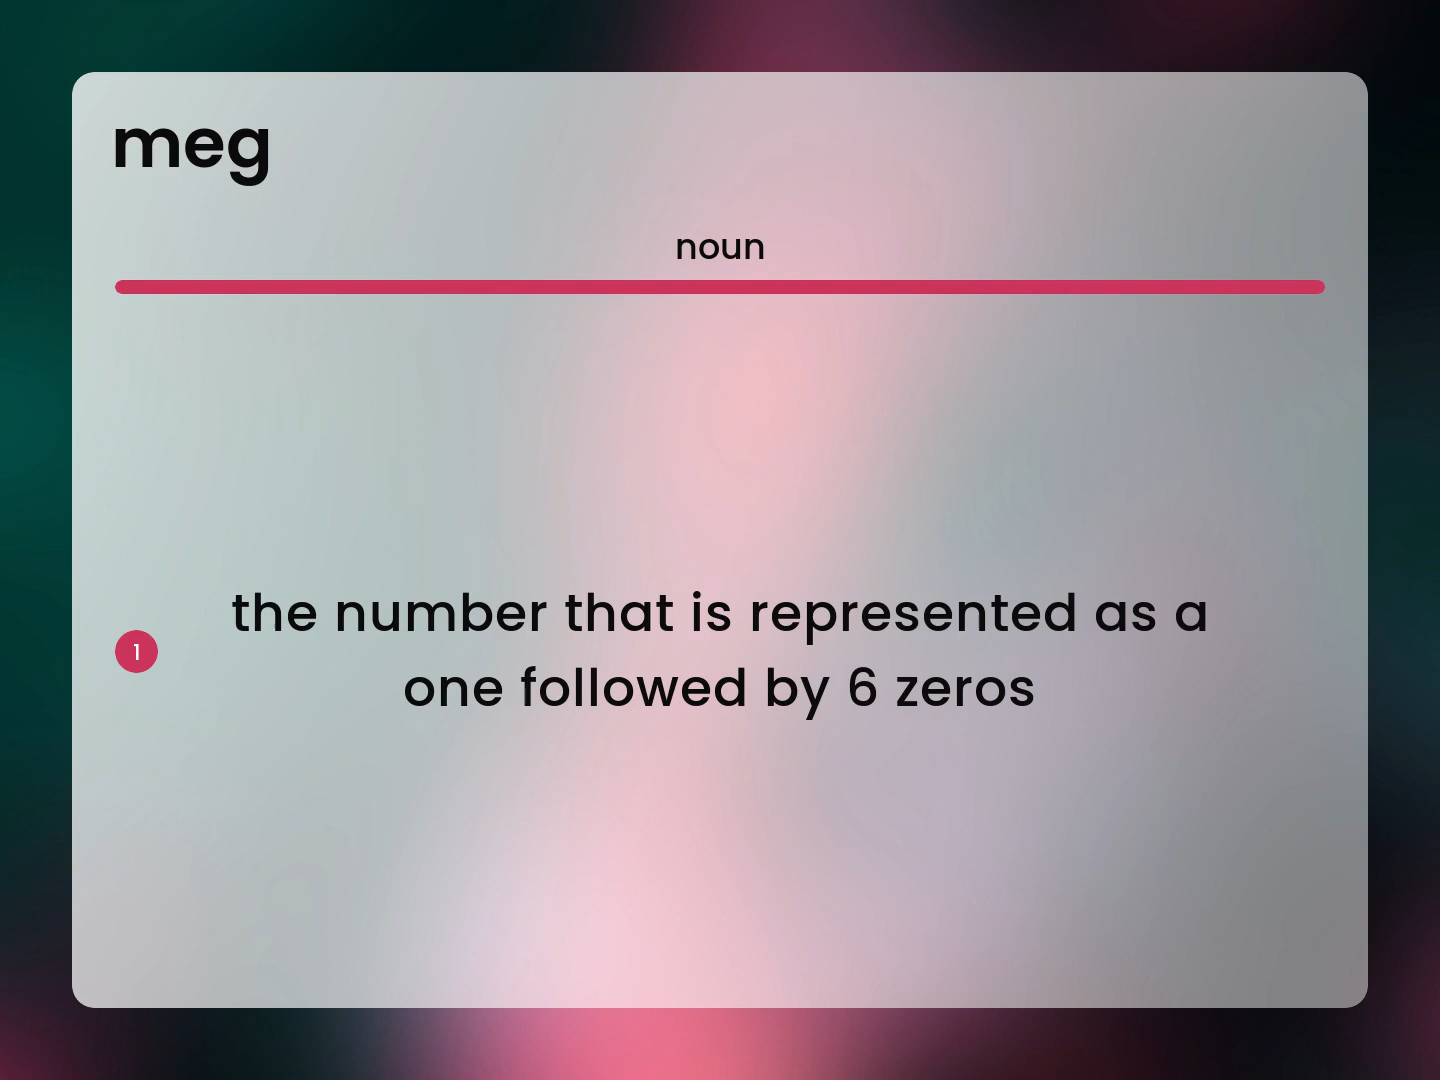 meg
noun
1
the number that is represented as a
one followed by 6 zeros